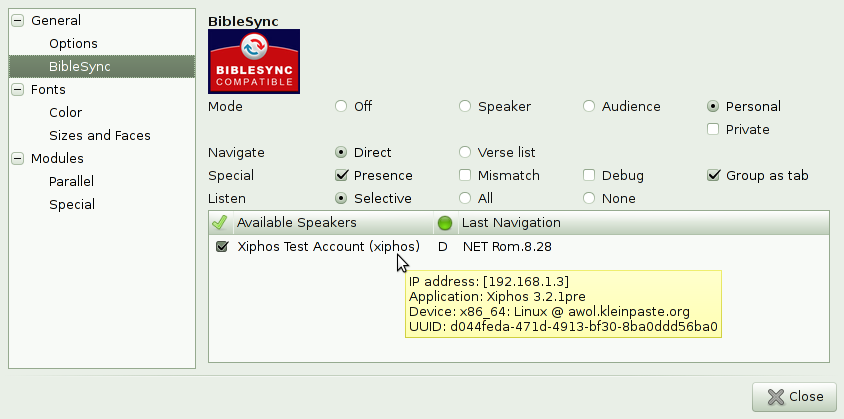 General
Options
BibleSync
Fonts
Color
Sizes and Faces
Modules
Parallel
Special
BibleSync
BIBLESYNC
COMPATIBLE
Mode Off Speaker Audience Personal
Private
Navigate Direct Verse list
Special Presence Mismatch Debug Group as tab
Listen Selective All None
Available Speakers Last Navigation
Xiphos Test Account (xiphos) D NET Rom.8.28
IP address: [192.168.1.3]
Application: Xiphos 3.2.1pre
Device: x86_64: Linux @ awol.kleinpaste.org
UUID: d044feda-471d-4913-bf30-8ba0ddd56ba0
Close